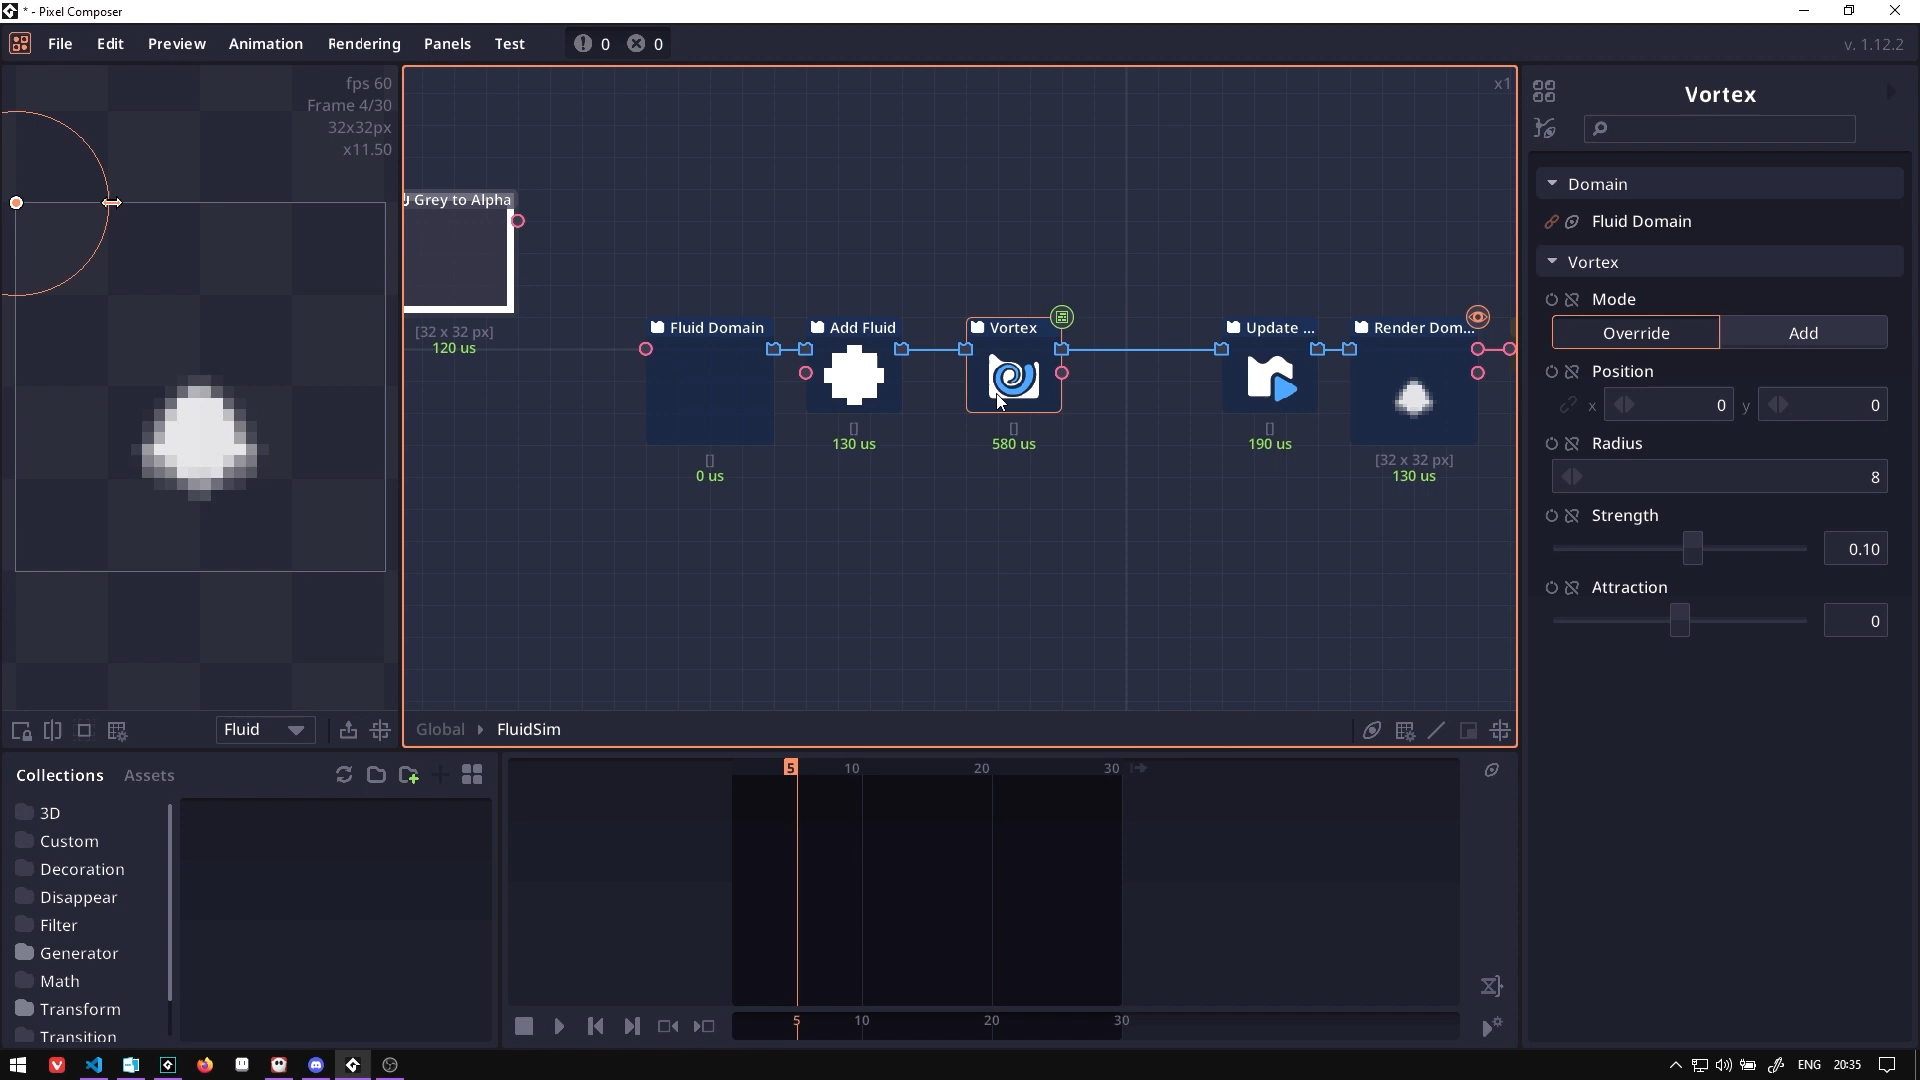 * - Pixel Composer
File Edit Preview Animation Rendering Panels Test 0 0 v. 1.12.2
fps 60
Frame 4/30
32x32px
x11.50
x1
Grey to Alpha
[32 x 32 px]
120 us
Fluid Domain
[]
0 us
Add Fluid
[]
130 us
Vortex
[]
580 us
Update ...
[]
190 us
Render Dom...
[32 x 32 px]
130 us
Fluid
Global FluidSim
Vortex
Domain
Fluid Domain
Vortex
Mode
Override Add
Position
x 0 y 0
Radius
8
Strength
0.10
Attraction
0
Collections Assets
3D
Custom
Decoration
Disappear
Filter
Generator
Math
Transform
Transition
5 10 20 30
5 10 20 30
ENG 20:35